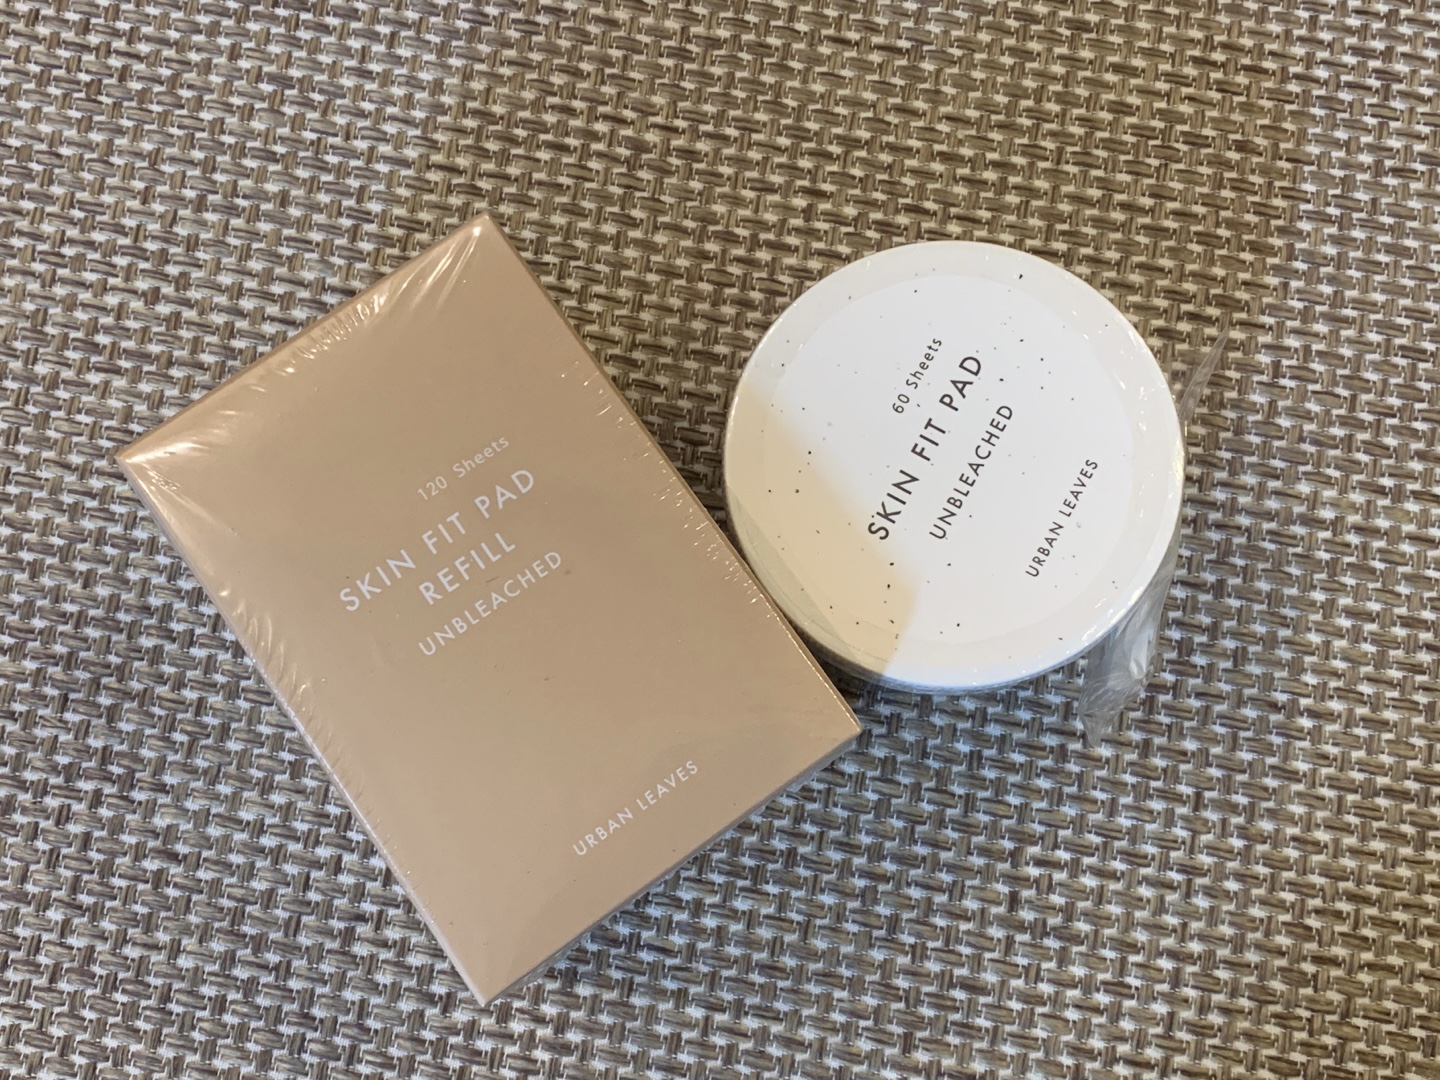 120 Sheets
SKIN FIT PAD
REFILL
UNBLEACHED
URBAN LEAVES
60 Sheets
SKIN FIT PAD
UNBLEACHED
URBAN LEAVES